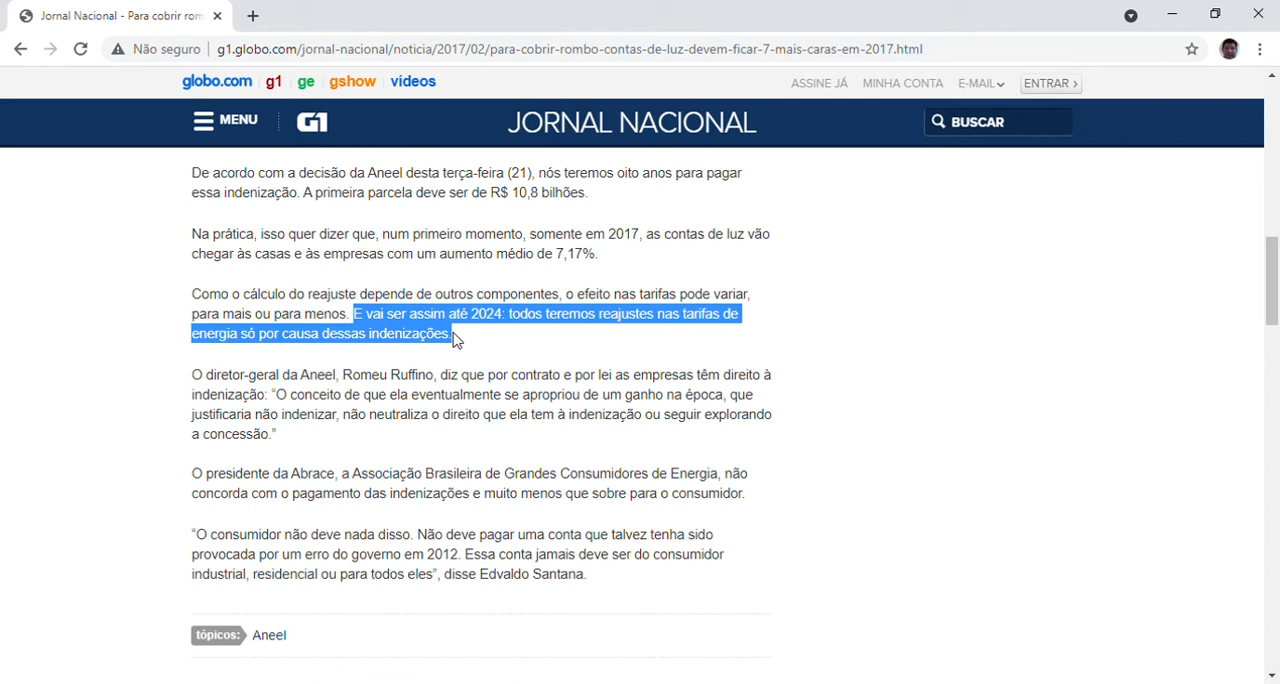 Jornal Nacional - Para cobrir rom
Não seguro
g1.globo.com/jornal-nacional/noticia/2017/02/para-cobrir-rombo-contas-de-luz-devem-ficar-7-mais-caras-em-2017.html
globo.com g1 ge gshow videos
ASSINE JÁ MINHA CONTA E-MAIL ENTRAR ›
MENU G1 JORNAL NACIONAL BUSCAR
De acordo com a decisão da Aneel desta terça-feira (21), nós teremos oito anos para pagar
essa indenização. A primeira parcela deve ser de R$ 10,8 bilhões.
Na prática, isso quer dizer que, num primeiro momento, somente em 2017, as contas de luz vão
chegar às casas e às empresas com um aumento médio de 7,17%.
Como o cálculo do reajuste depende de outros componentes, o efeito nas tarifas pode variar,
para mais ou para menos. E vai ser assim até 2024: todos teremos reajustes nas tarifas de
energia só por causa dessas indenizações.
O diretor-geral da Aneel, Romeu Ruffino, diz que por contrato e por lei as empresas têm direito à
indenização: “O conceito de que ela eventualmente se apropriou de um ganho na época, que
justificaria não indenizar, não neutraliza o direito que ela tem à indenização ou seguir explorando
a concessão.”
O presidente da Abrace, a Associação Brasileira de Grandes Consumidores de Energia, não
concorda com o pagamento das indenizações e muito menos que sobre para o consumidor.
“O consumidor não deve nada disso. Não deve pagar uma conta que talvez tenha sido
provocada por um erro do governo em 2012. Essa conta jamais deve ser do consumidor
industrial, residencial ou para todos eles”, disse Edvaldo Santana.
tópicos: Aneel